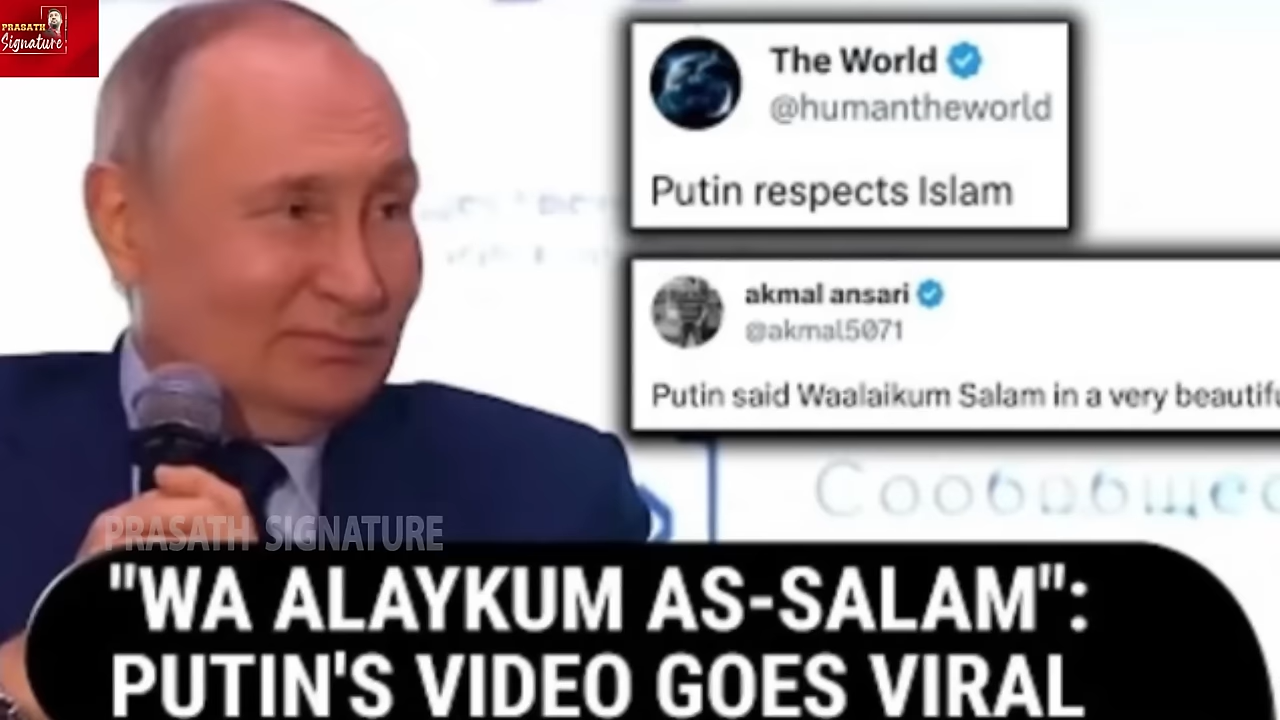 PRASATH
Signature
The World
@humantheworld
Putin respects Islam
akmal ansari
@akmal5071
Putin said Waalaikum Salam in a very beautifu
Сообщес
PRASATH SIGNATURE
"WA ALAYKUM AS-SALAM":
PUTIN'S VIDEO GOES VIRAL